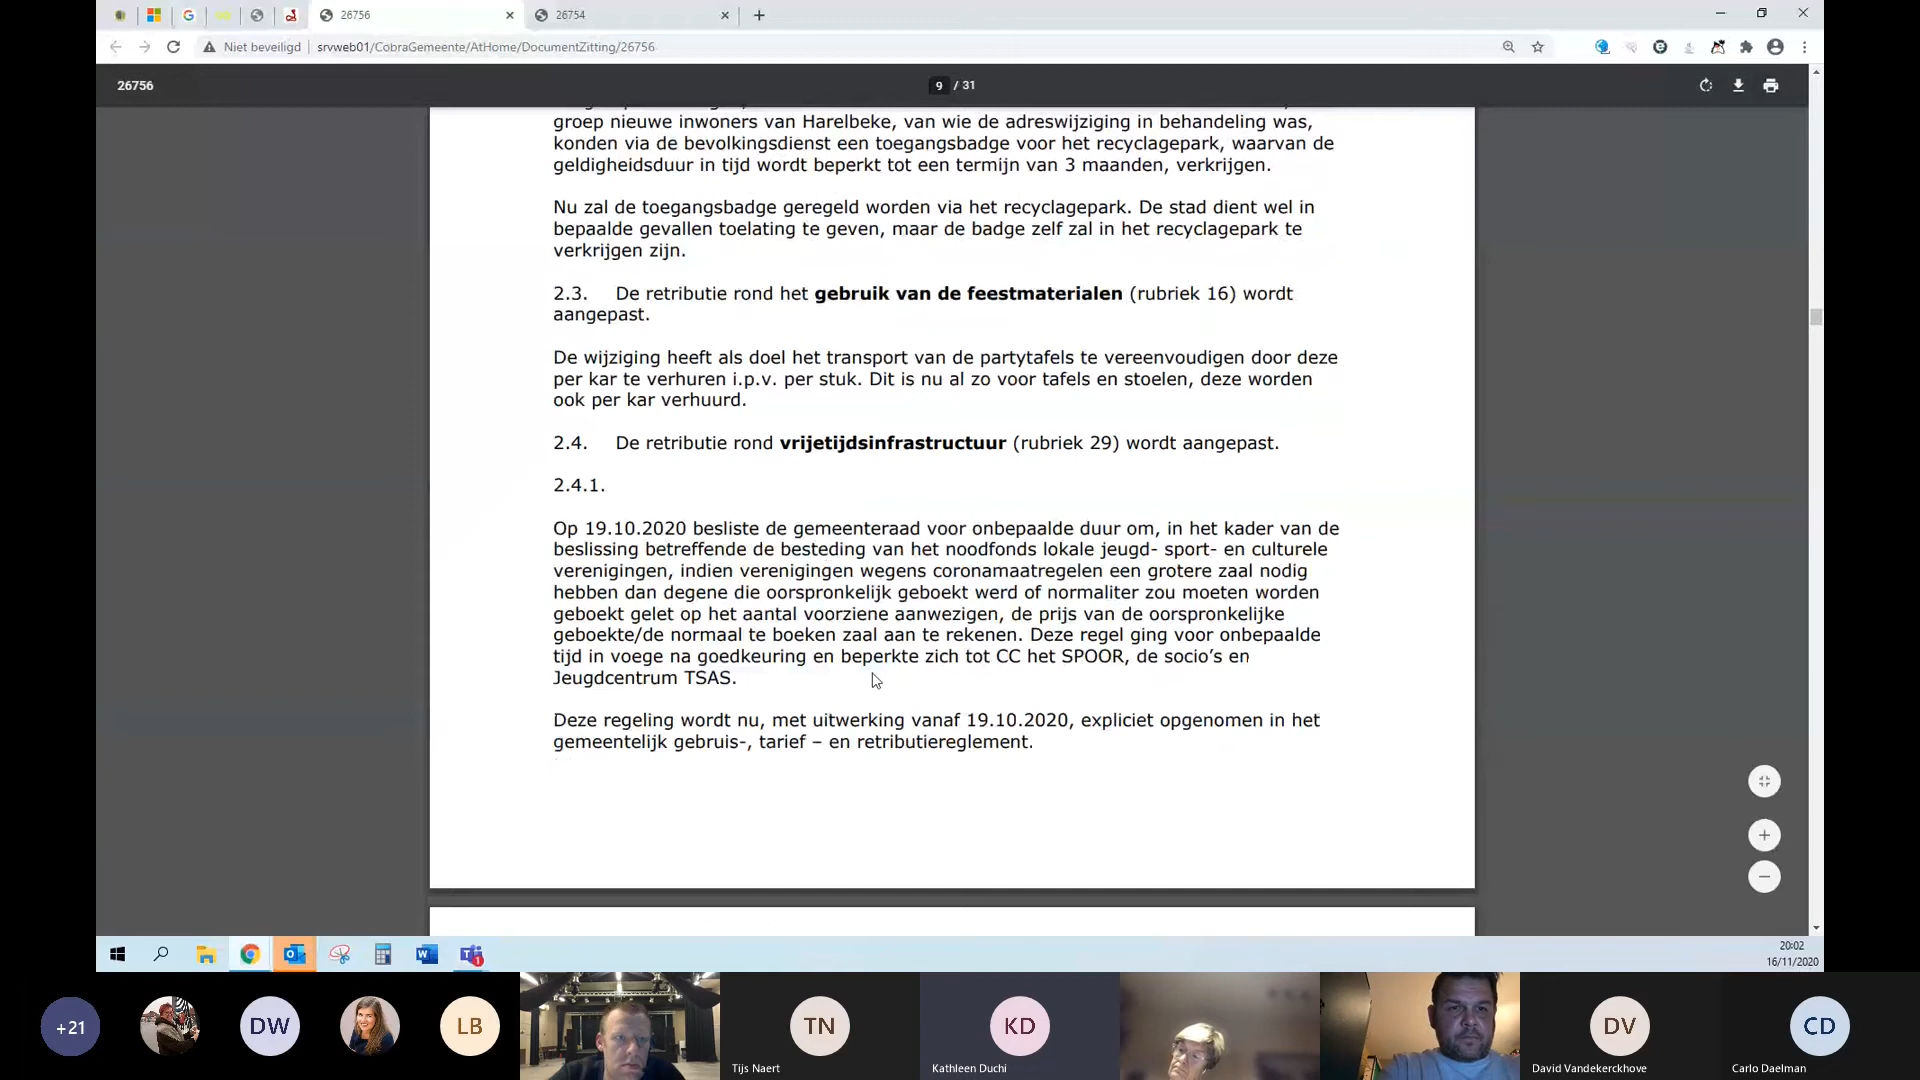 26756
26754
Niet beveiligd
srvweb01/CobraGemeente/AtHome/DocumentZitting/26756
26756
9 / 31
groep nieuwe inwoners van Harelbeke, van wie de adreswijziging in behandeling was,
konden via de bevolkingsdienst een toegangsbadge voor het recyclagepark, waarvan de
geldigheidsduur in tijd wordt beperkt tot een termijn van 3 maanden, verkrijgen.
Nu zal de toegangsbadge geregeld worden via het recyclagepark. De stad dient wel in
bepaalde gevallen toelating te geven, maar de badge zelf zal in het recyclagepark te
verkrijgen zijn.
2.3. De retributie rond het gebruik van de feestmaterialen (rubriek 16) wordt
aangepast.
De wijziging heeft als doel het transport van de partytafels te vereenvoudigen door deze
per kar te verhuren i.p.v. per stuk. Dit is nu al zo voor tafels en stoelen, deze worden
ook per kar verhuurd.
2.4. De retributie rond vrijetijdsinfrastructuur (rubriek 29) wordt aangepast.
2.4.1.
Op 19.10.2020 besliste de gemeenteraad voor onbepaalde duur om, in het kader van de
beslissing betreffende de besteding van het noodfonds lokale jeugd- sport- en culturele
verenigingen, indien verenigingen wegens coronamaatregelen een grotere zaal nodig
hebben dan degene die oorspronkelijk geboekt werd of normaliter zou moeten worden
geboekt gelet op het aantal voorziene aanwezigen, de prijs van de oorspronkelijke
geboekte/de normaal te boeken zaal aan te rekenen. Deze regel ging voor onbepaalde
tijd in voege na goedkeuring en beperkte zich tot CC het SPOOR, de socio's en
Jeugdcentrum TSAS.
Deze regeling wordt nu, met uitwerking vanaf 19.10.2020, expliciet opgenomen in het
gemeentelijk gebruis-, tarief – en retributiereglement.
20:02
16/11/2020
+21
DW
LB
TN
Tijs Naert
KD
Kathleen Duchi
DV
David Vandekerckhove
CD
Carlo Daelman